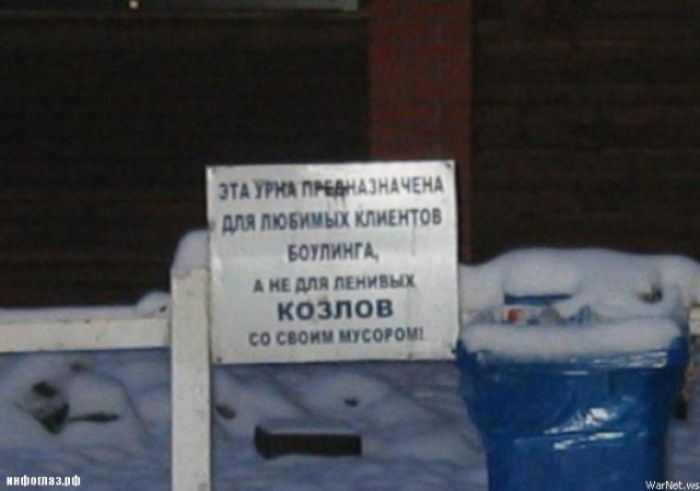 ЭТА УРНА ПРЕДНАЗНАЧЕНА
ДЛЯ ЛЮБИМЫХ КЛИЕНТОВ
БОУЛИНГА,
А НЕ ДЛЯ ЛЕНИВЫХ
КОЗЛОВ
СО СВОИМ МУСОРОМ!
инфоглаз.рф
WarNet.ws